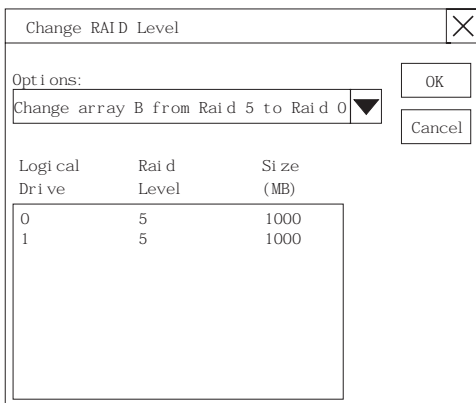 Change RAID Level
Options:
OK
Change array B from Raid 5 to Raid 0
Cancel
Logical Raid Size
Drive Level (MB)
0 5 1000
1 5 1000